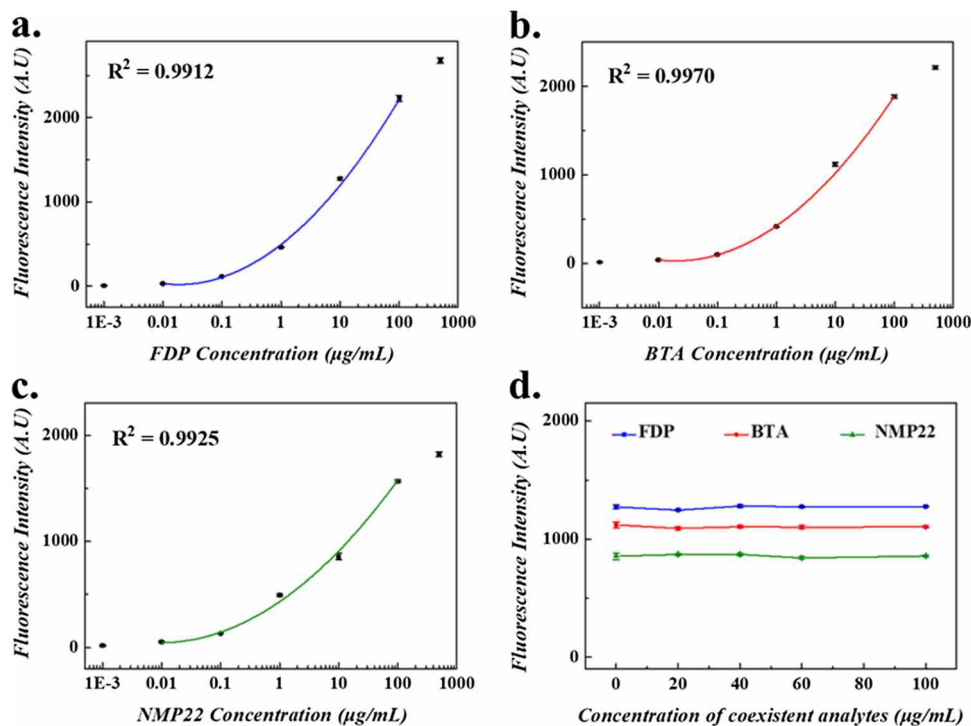 a.
R² = 0.9912
Fluorescence Intensity (A.U)
2000
1000
0
1E-3 0.01 0.1 1 10 100 1000
FDP Concentration (µg/mL)
b.
R² = 0.9970
Fluorescence Intensity (A.U)
2000
1000
0
1E-3 0.01 0.1 1 10 100 1000
BTA Concentration (µg/mL)
c.
R² = 0.9925
Fluorescence Intensity (A.U)
2000
1000
0
1E-3 0.01 0.1 1 10 100 1000
NMP22 Concentration (µg/mL)
d.
FDP BTA NMP22
Fluorescence Intensity (A.U)
2000
1000
0
0 20 40 60 80 100
Concentration of coexistent analytes (µg/mL)